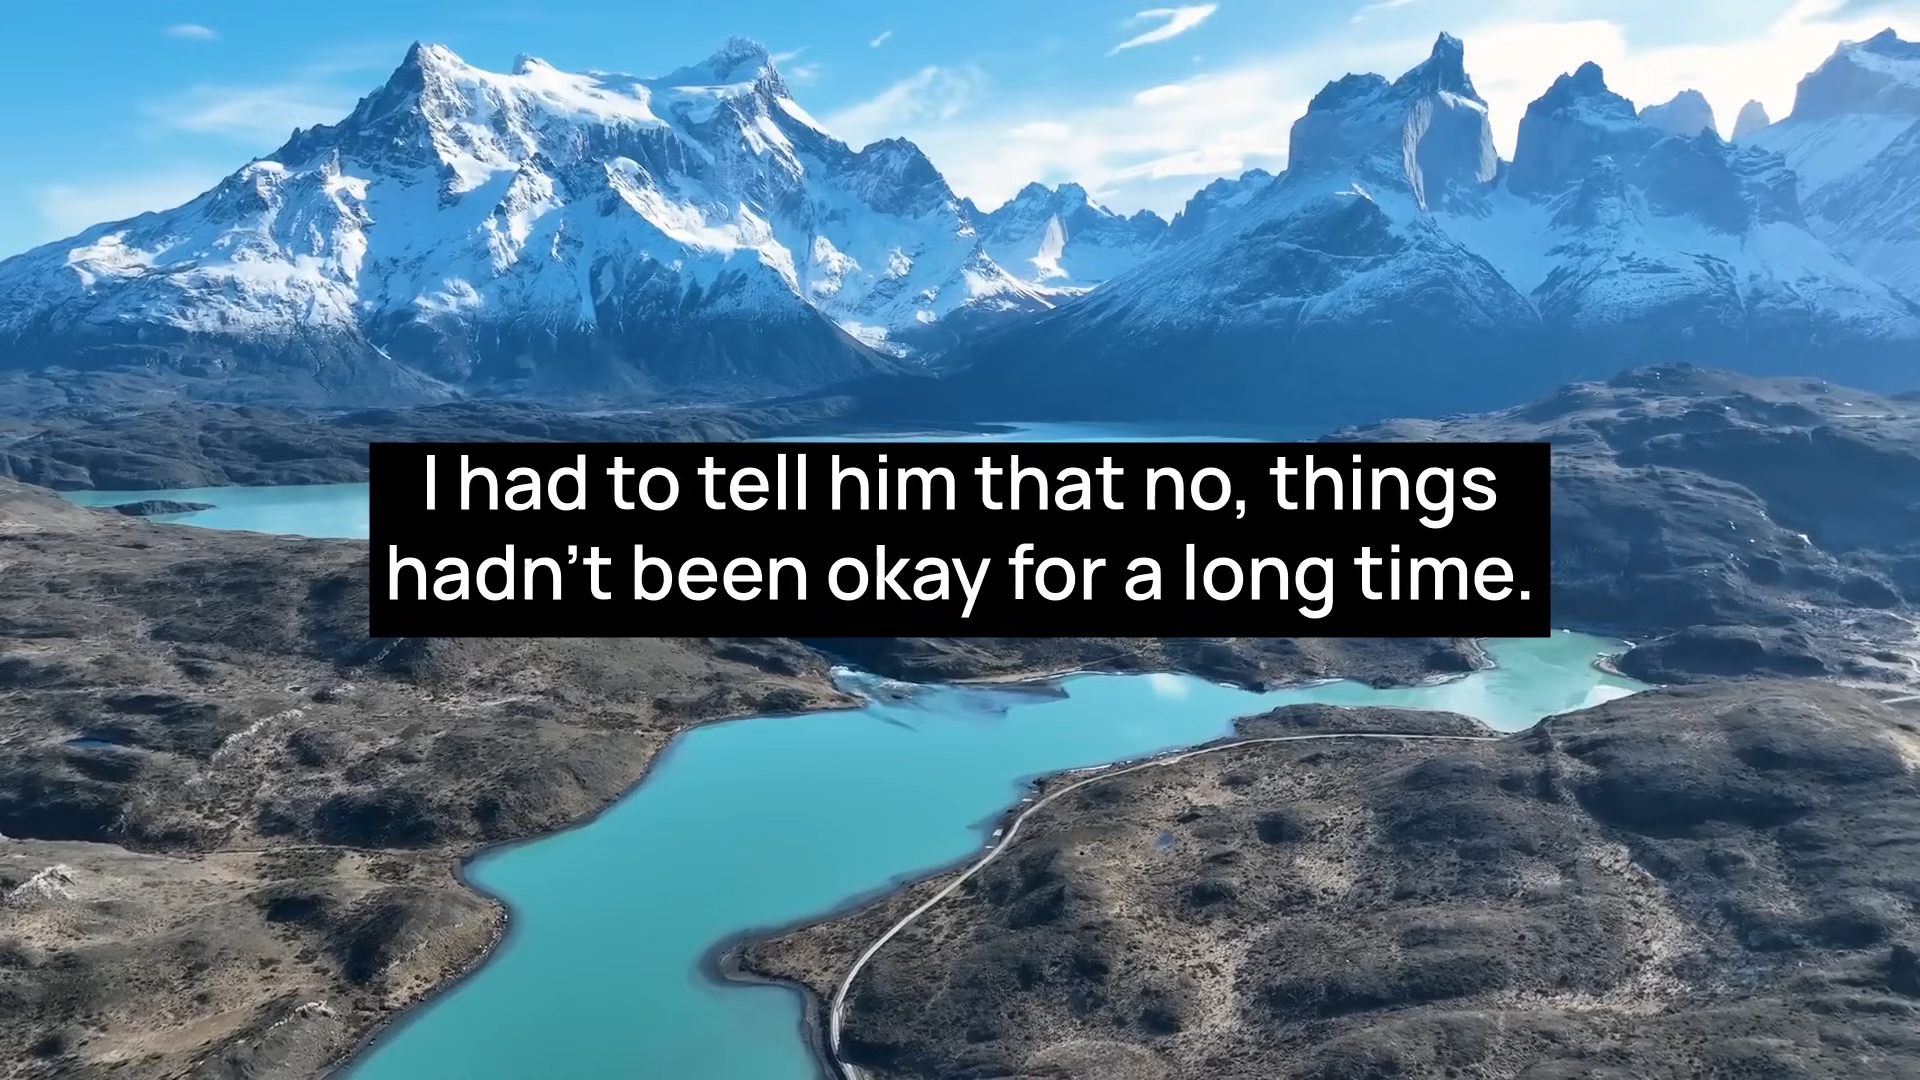 I had to tell him that no, things
hadn’t been okay for a long time.